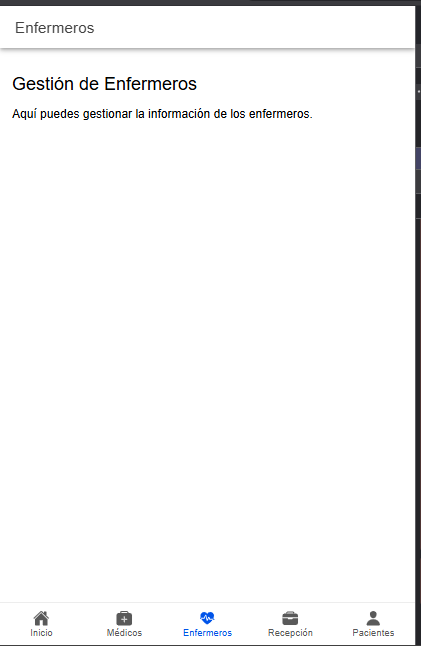 Enfermeros
Gestión de Enfermeros
Aquí puedes gestionar la información de los enfermeros.
Inicio
Médicos
Enfermeros
Recepción
Pacientes